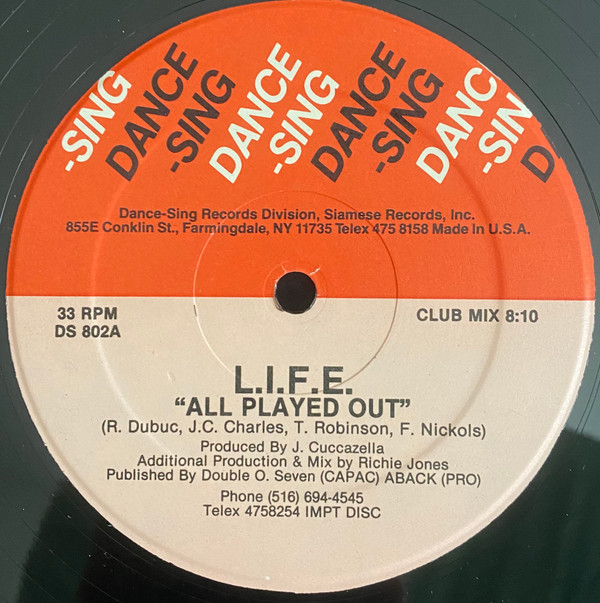 -SING
DANCE
-SING
DANCE
-SING
DANCE
-SING
DANC
-SIN
D
Dance-Sing Records Division, Siamese Records, Inc.
855E Conklin St., Farmingdale, NY 11735 Telex 475 8158 Made In U.S.A.
33 RPM
DS 802A
CLUB MIX 8:10
L.I.F.E.
“ALL PLAYED OUT”
(R. Dubuc, J.C. Charles, T. Robinson, F. Nickols)
Produced By J. Cuccazella
Additional Production & Mix by Richie Jones
Published By Double O. Seven (CAPAC) ABACK (PRO)
Phone (516) 694-4545
Telex 4758254 IMPT DISC